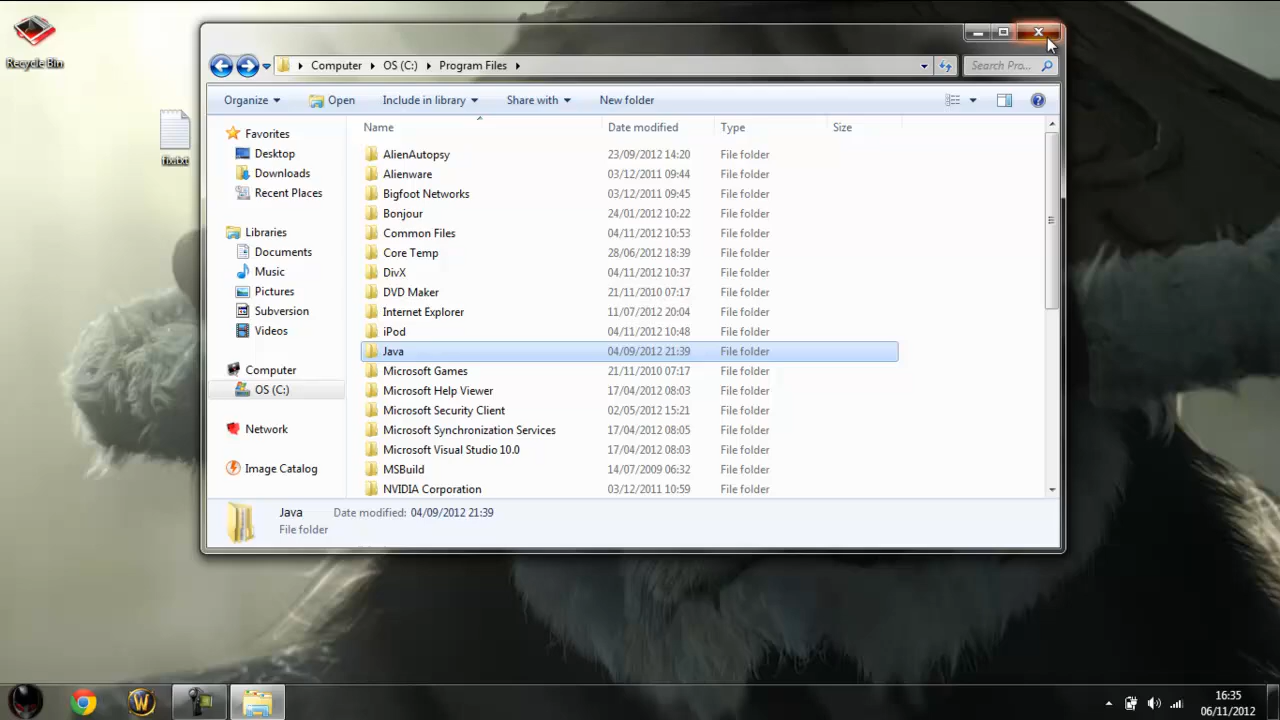 Recycle Bin
fix.txt
Computer OS (C:) Program Files
Search Pro...
Organize Open Include in library Share with New folder
Name Date modified Type Size
Favorites
Desktop
Downloads
Recent Places
Libraries
Documents
Music
Pictures
Subversion
Videos
Computer
OS (C:)
Network
Image Catalog
AlienAutopsy 23/09/2012 14:20 File folder
Alienware 03/12/2011 09:44 File folder
Bigfoot Networks 03/12/2011 09:45 File folder
Bonjour 24/01/2012 10:22 File folder
Common Files 04/11/2012 10:53 File folder
Core Temp 28/06/2012 18:39 File folder
DivX 04/11/2012 10:37 File folder
DVD Maker 21/11/2010 07:17 File folder
Internet Explorer 11/07/2012 20:04 File folder
iPod 04/11/2012 10:48 File folder
Java 04/09/2012 21:39 File folder
Microsoft Games 21/11/2010 07:17 File folder
Microsoft Help Viewer 17/04/2012 08:03 File folder
Microsoft Security Client 02/05/2012 15:21 File folder
Microsoft Synchronization Services 17/04/2012 08:05 File folder
Microsoft Visual Studio 10.0 17/04/2012 08:03 File folder
MSBuild 14/07/2009 06:32 File folder
NVIDIA Corporation 03/12/2011 10:59 File folder
Java Date modified: 04/09/2012 21:39
File folder
16:35
06/11/2012